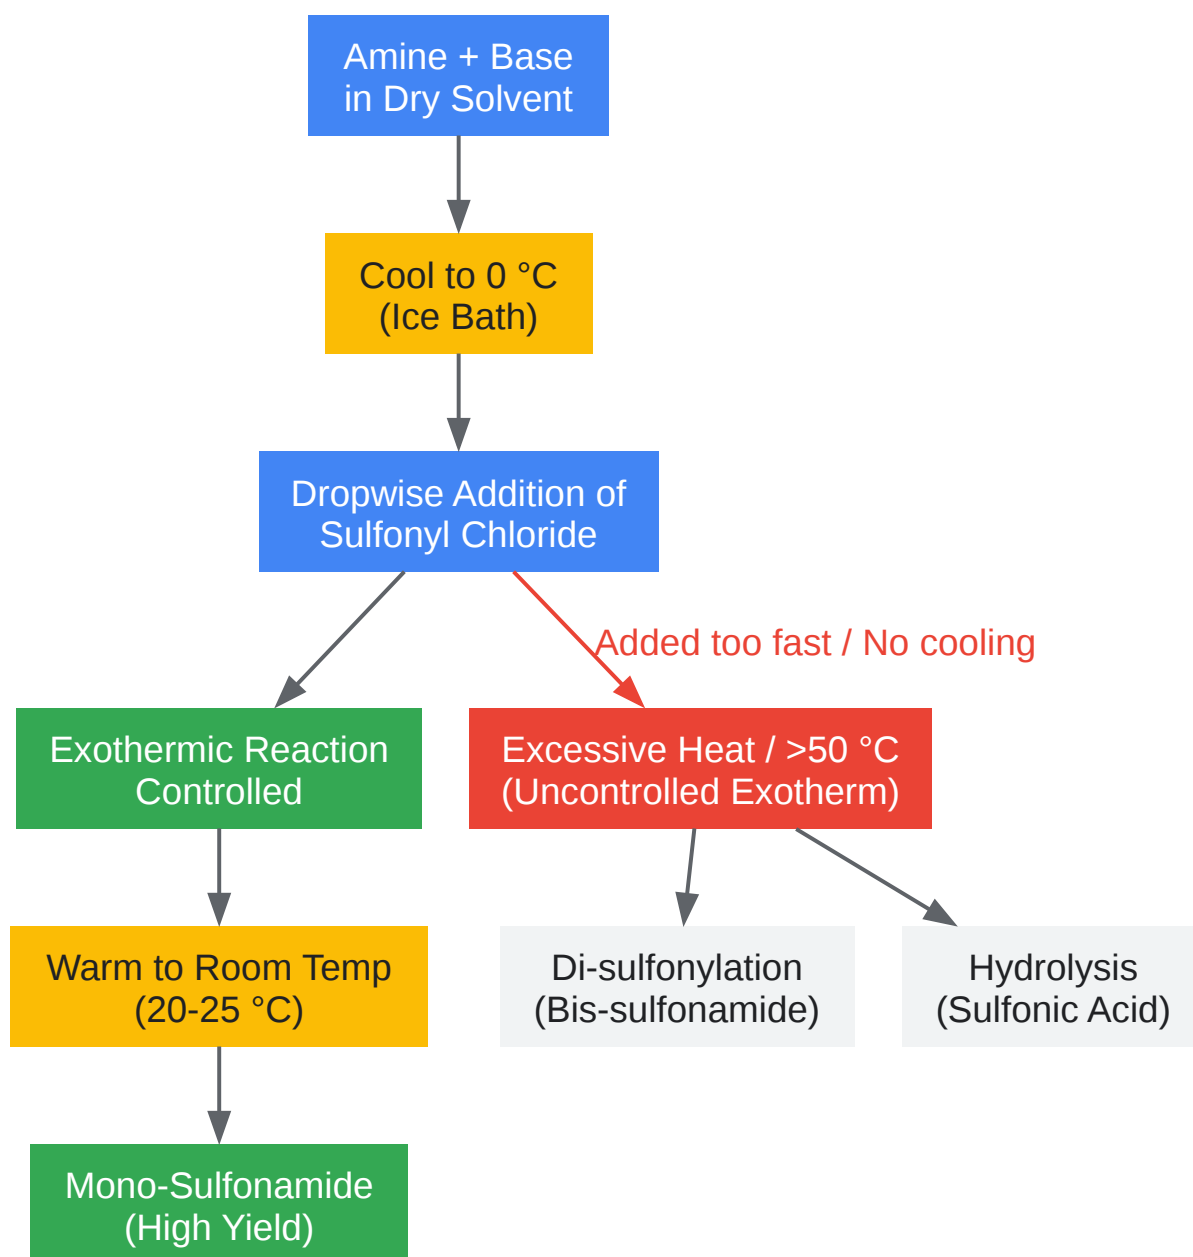 Amine + Base
in Dry Solvent
Cool to 0 °C
(Ice Bath)
Dropwise Addition of
Sulfonyl Chloride
Added too fast / No cooling
Exothermic Reaction
Controlled
Excessive Heat / >50 °C
(Uncontrolled Exotherm)
Warm to Room Temp
(20-25 °C)
Di-sulfonylation
(Bis-sulfonamide)
Hydrolysis
(Sulfonic Acid)
Mono-Sulfonamide
(High Yield)